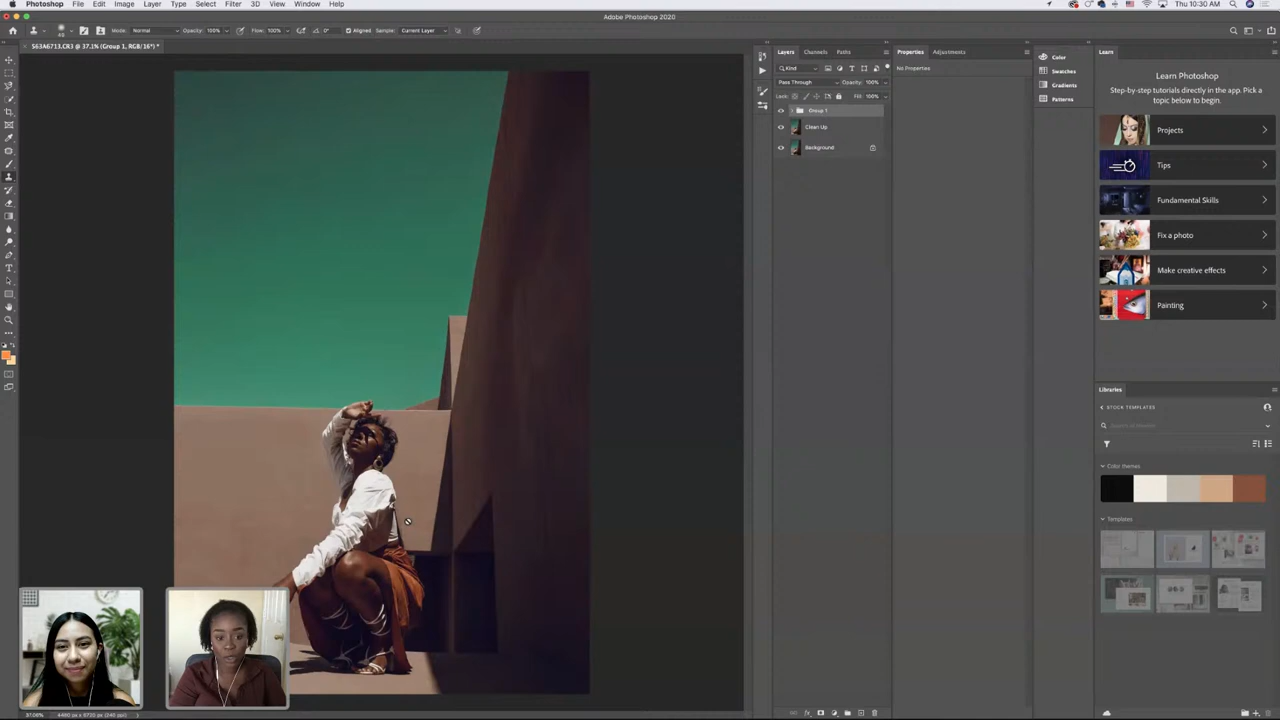 Photoshop File Edit Image Layer Type Select Filter 3D View Window Help
Thu 10:30 AM
Adobe Photoshop 2020
Mode: Normal Opacity: 100% Flow: 100% 0° Aligned Sample: Current Layer
S63A6713.CR3 @ 37.1% (Group 1, RGB/16*) *
Layers Channels Paths
Properties Adjustments
Color
Swatches
Gradients
Patterns
Learn
Kind
No Properties
Learn Photoshop
Pass Through Opacity: 100%
Step-by-step tutorials directly in the app. Pick a
topic below to begin.
Lock: Fill: 100%
Group 1
Clean Up
Background
Projects
Tips
Fundamental Skills
Fix a photo
Make creative effects
Painting
Libraries
STOCK TEMPLATES
Color themes
Templates